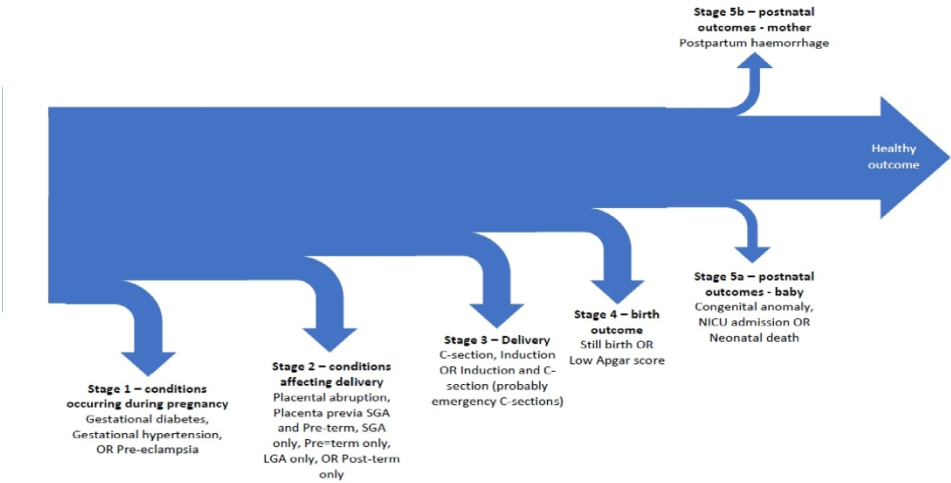 Stage 5b – postnatal
outcomes - mother
Postpartum haemorrhage
Healthy
outcome
Stage 5a – postnatal
outcomes - baby
Congenital anomaly,
NICU admission OR
Neonatal death
Stage 4 – birth
outcome
Still birth OR
Low Apgar score
Stage 3 – Delivery
C-section, Induction
OR Induction and C-
section (probably
emergency C-sections)
Stage 2 – conditions
affecting delivery
Placental abruption,
Placenta previa SGA
and Pre-term, SGA
only, Pre=term only,
LGA only, OR Post-term
only
Stage 1 – conditions
occurring during pregnancy
Gestational diabetes,
Gestational hypertension,
OR Pre-eclampsia